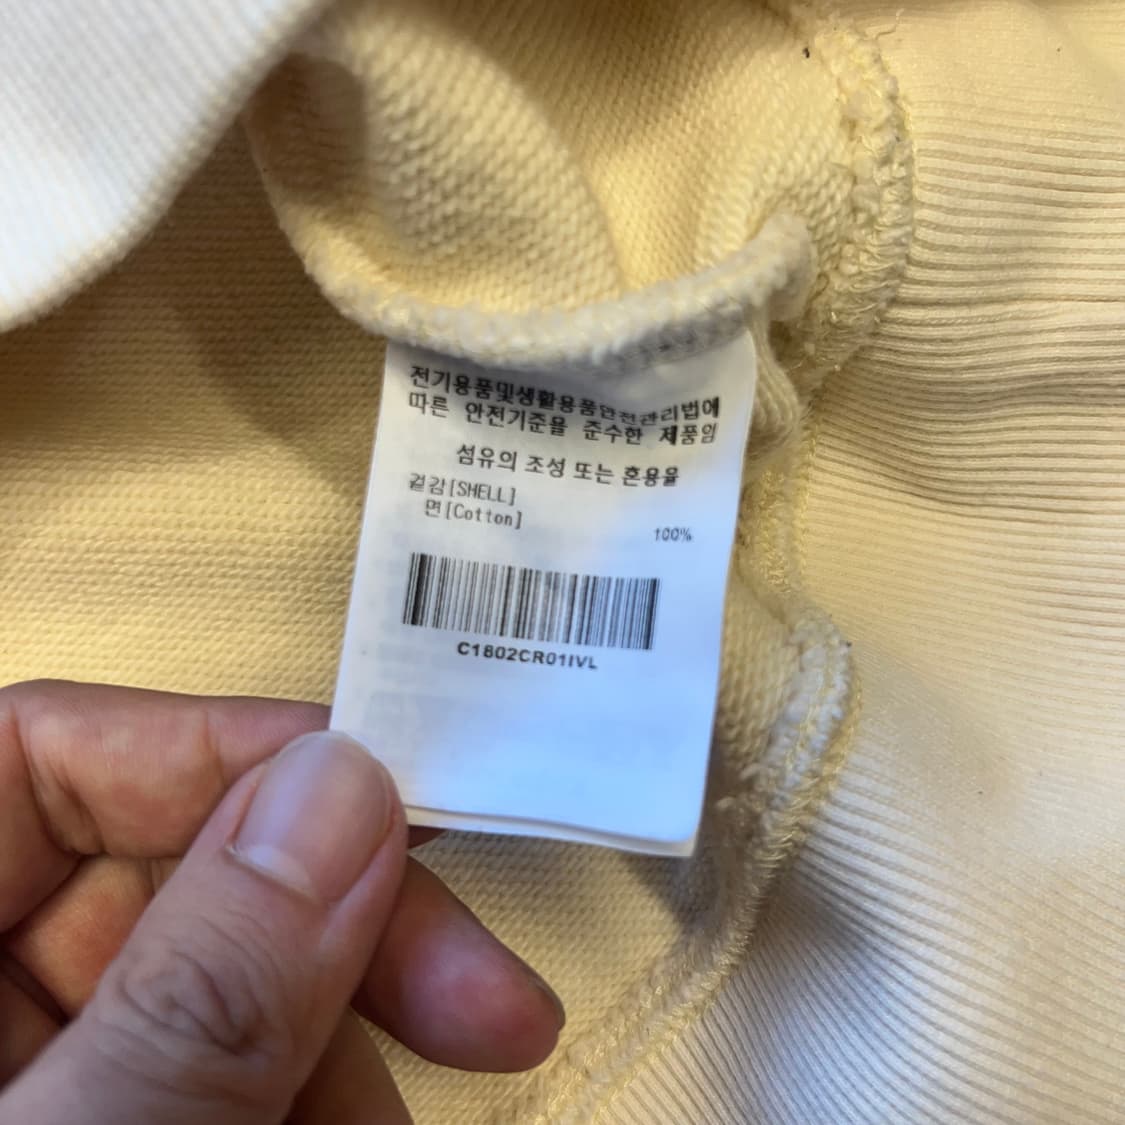 전기용품및생활용품안전관리법에
따른 안전기준을 준수한 제품임
섬유의 조성 또는 혼용율
겉감[SHELL]
면[Cotton]
100%
C1802CR01IVL